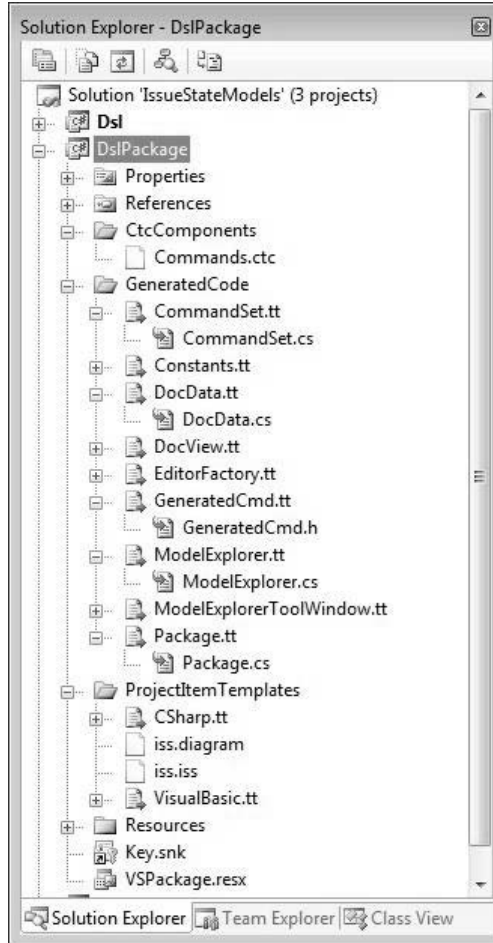 Solution Explorer - DslPackage
Solution 'IssueStateModels' (3 projects)
Dsl
DslPackage
Properties
References
CtcComponents
Commands.ctc
GeneratedCode
CommandSet.tt
CommandSet.cs
Constants.tt
DocData.tt
DocData.cs
DocView.tt
EditorFactory.tt
GeneratedCmd.tt
GeneratedCmd.h
ModelExplorer.tt
ModelExplorer.cs
ModelExplorerToolWindow.tt
Package.tt
Package.cs
ProjectItemTemplates
CSharp.tt
iss.diagram
iss.iss
VisualBasic.tt
Resources
Key.snk
VSPackage.resx
Solution Explorer Team Explorer Class View